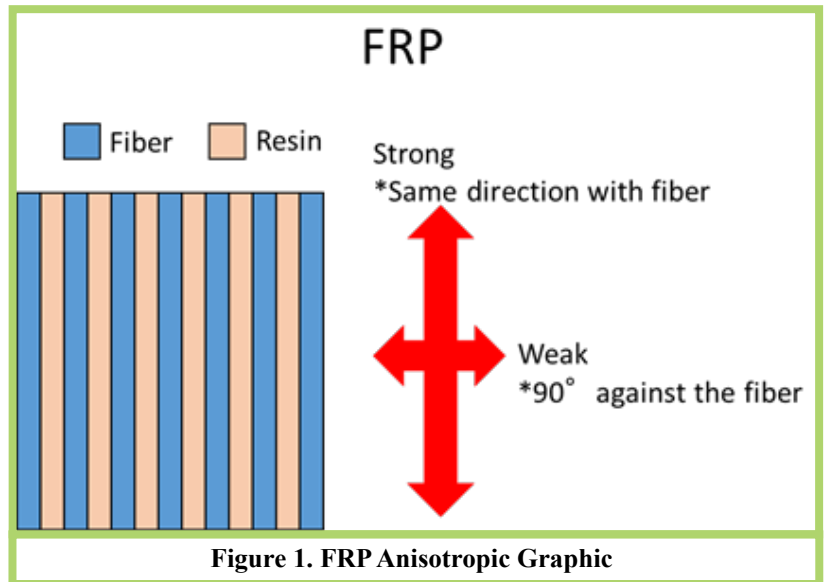 FRP
Fiber
Resin
Strong
*Same direction with fiber
Weak
*90° against the fiber
Figure 1. FRP Anisotropic Graphic